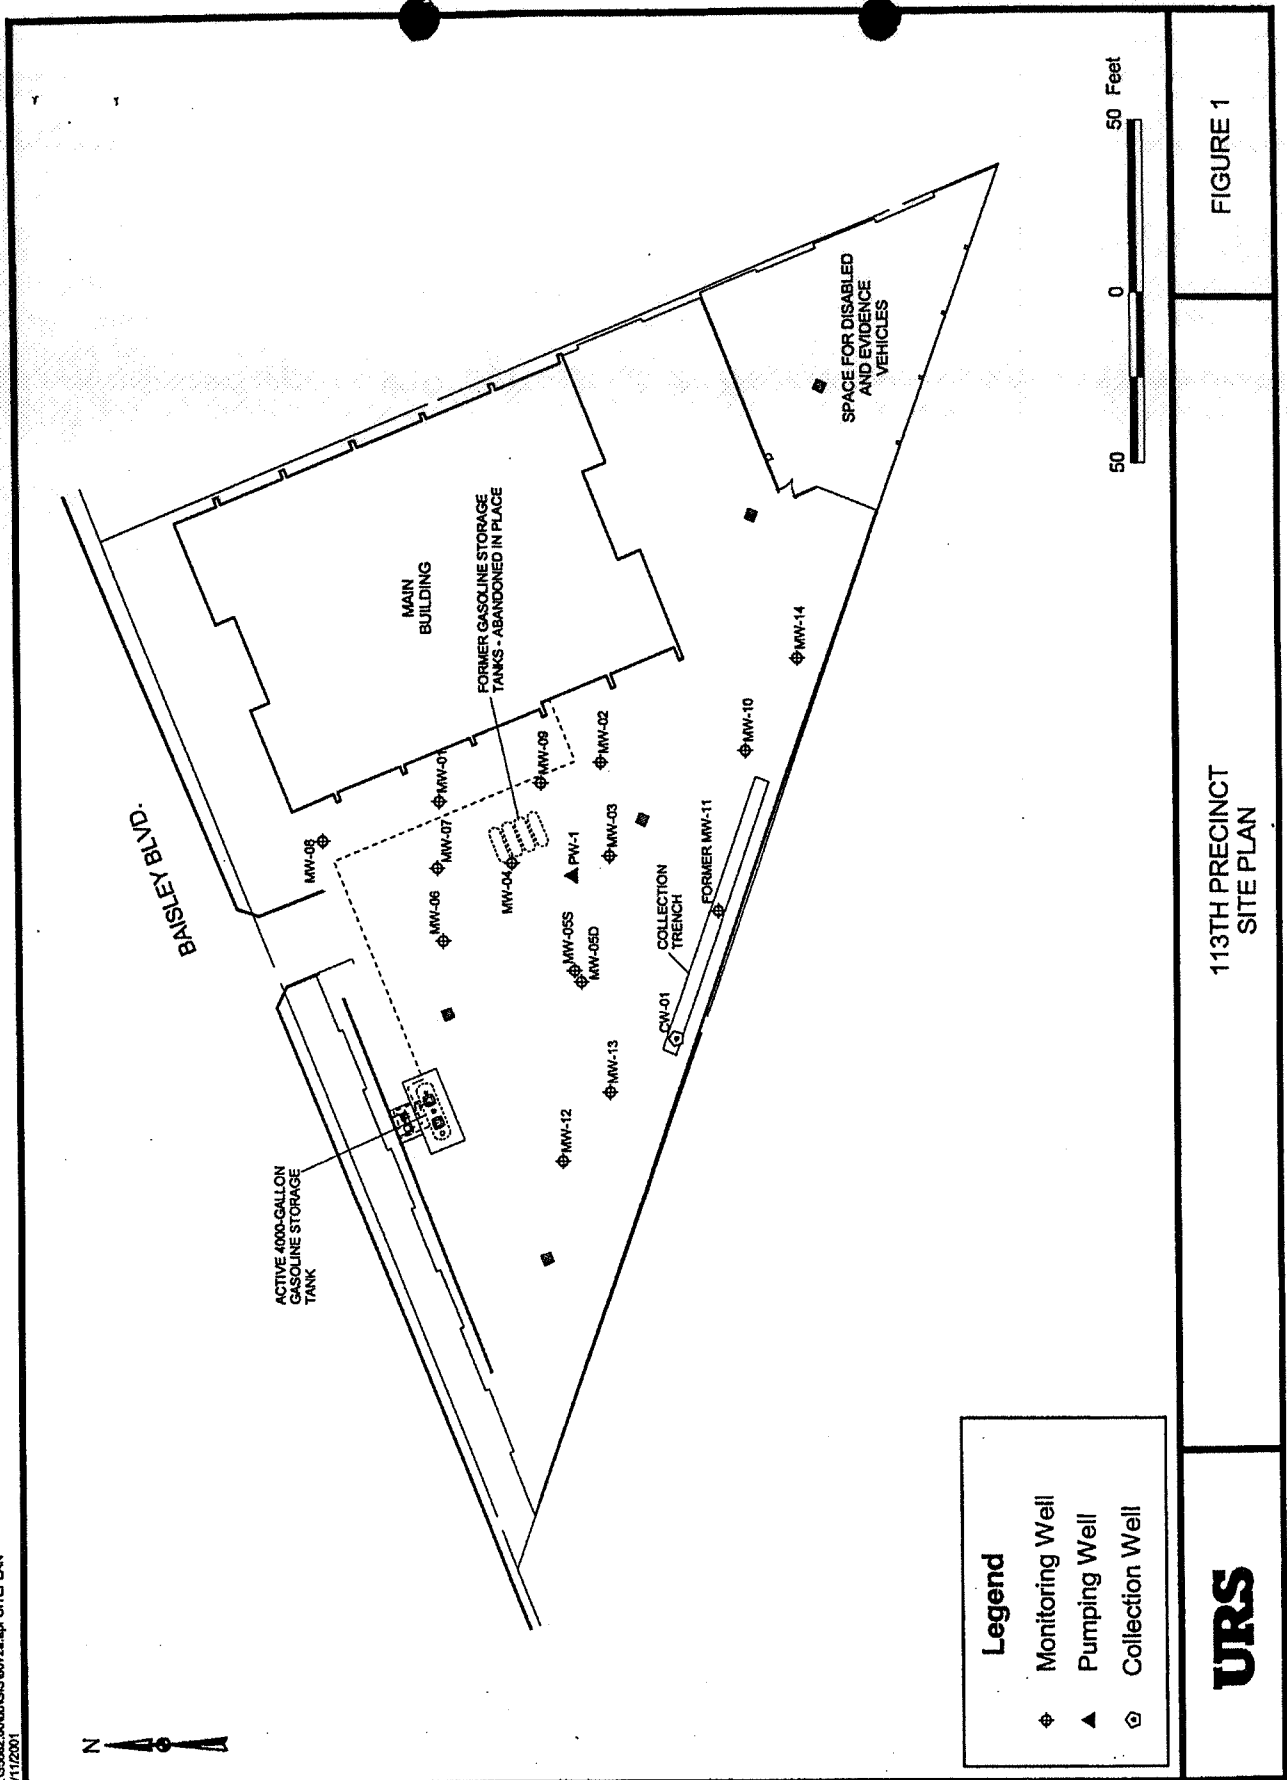 /11/2001
N
BAISLEY BLVD.
ACTIVE 4000-GALLON
GASOLINE STORAGE
TANK
MAIN
BUILDING
FORMER GASOLINE STORAGE
TANKS - ABANDONED IN PLACE
MW-08
MW-01
MW-07
MW-06
MW-09
MW-02
MW-04
PW-1
MW-03
MW-05S
MW-05D
MW-12
MW-13
COLLECTION
TRENCH
CW-01
FORMER MW-11
MW-10
MW-14
SPACE FOR DISABLED
AND EVIDENCE
VEHICLES
Legend
Monitoring Well
Pumping Well
Collection Well
50 0 50 Feet
URS
113TH PRECINCT
SITE PLAN
FIGURE 1